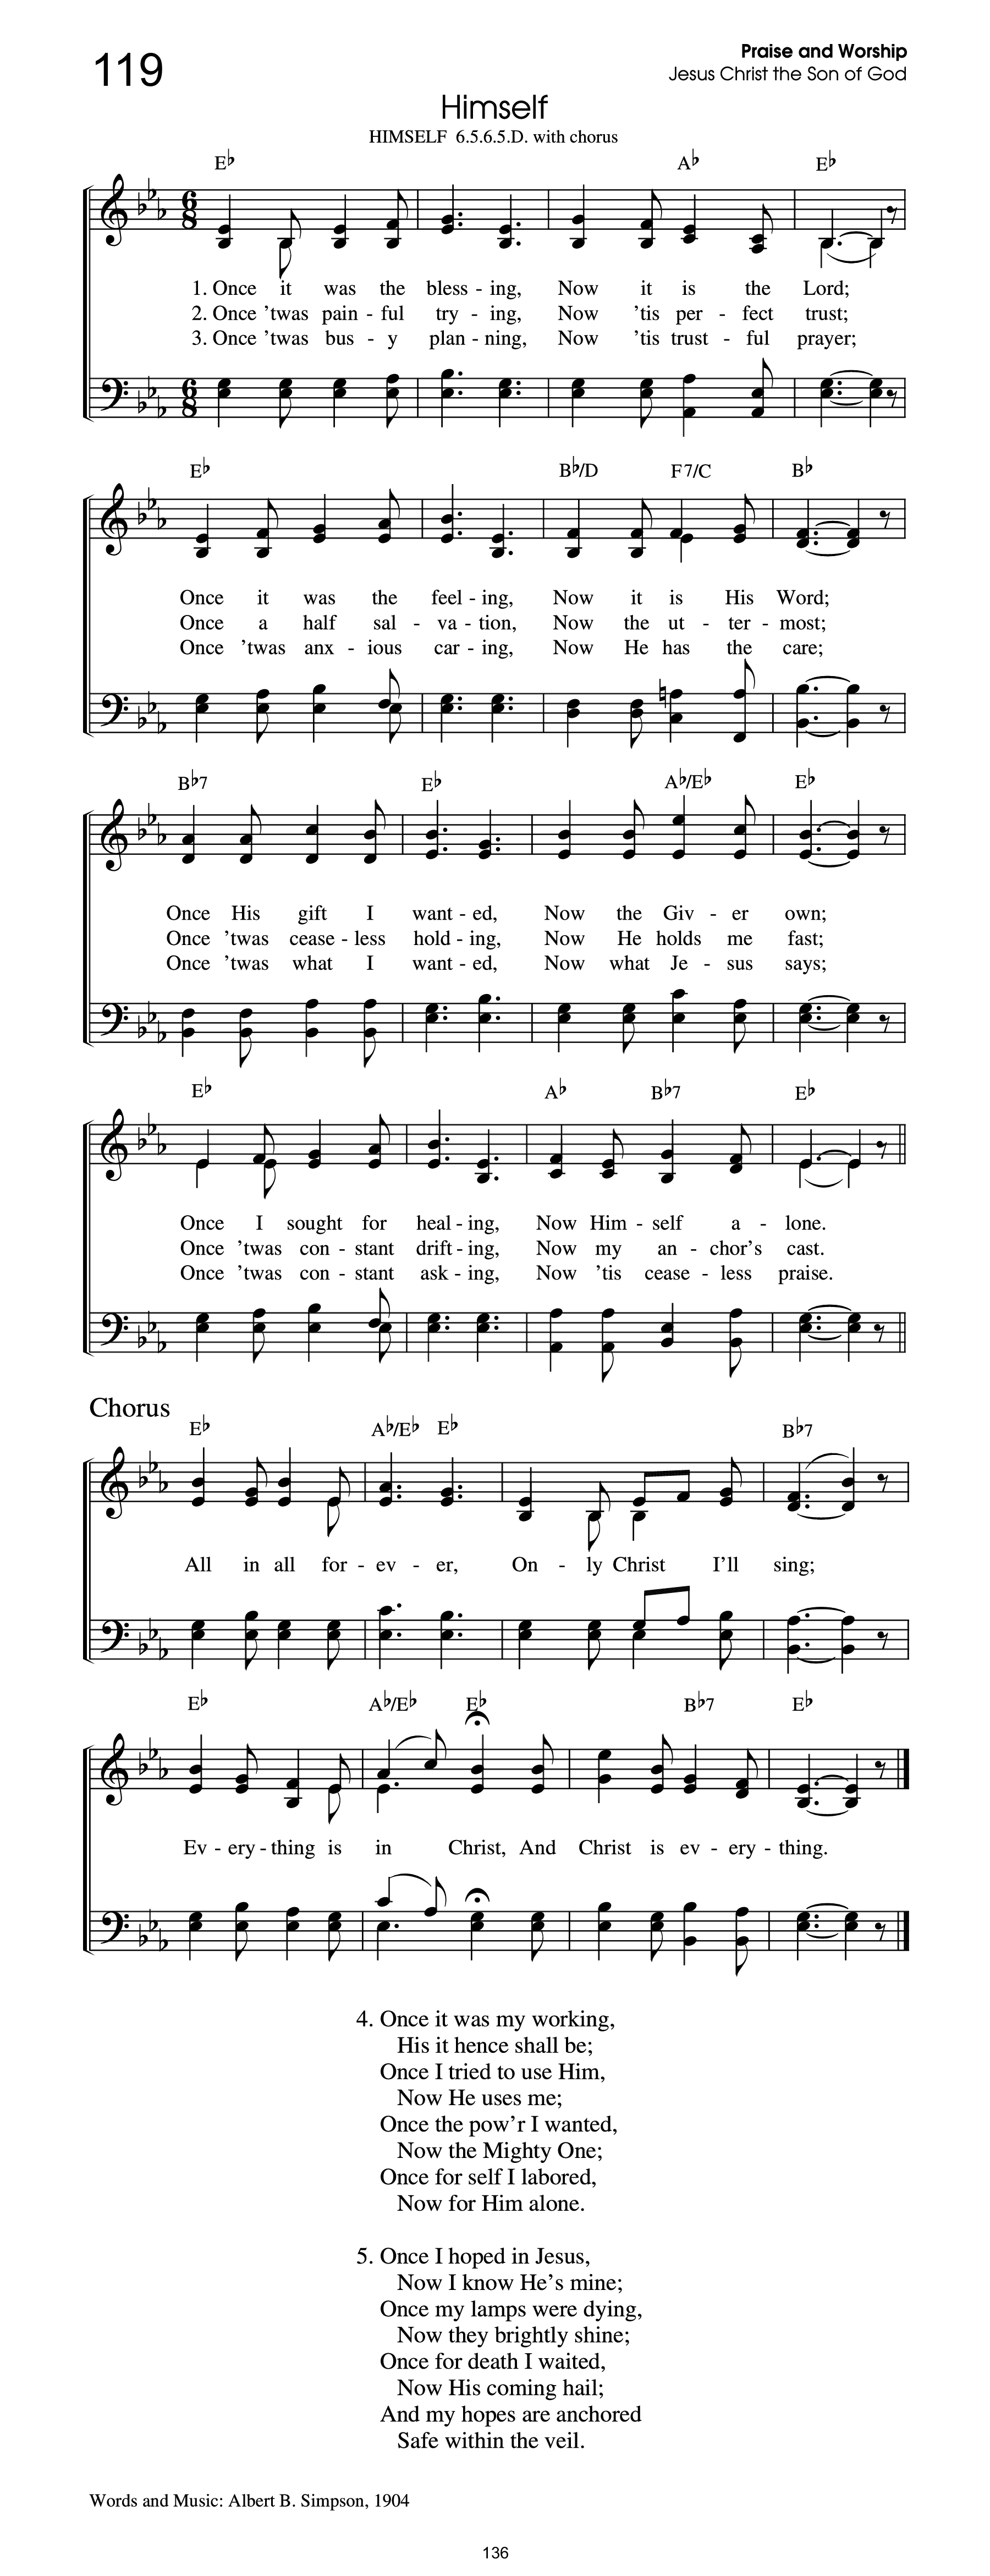 119
Praise and Worship
Jesus Christ the Son of God
Himself
HIMSELF 6.5.6.5.D. with chorus
E♭ A♭ E♭
1. Once it was the bless - ing, Now it is the Lord;
2. Once ’twas pain - ful try - ing, Now ’tis per - fect trust;
3. Once ’twas bus - y plan - ning, Now ’tis trust - ful prayer;
E♭ B♭/D F7/C B♭
Once it was the feel - ing, Now it is His Word;
Once a half sal - va - tion, Now the ut - ter - most;
Once ’twas anx - ious car - ing, Now He has the care;
B♭7 E♭ A♭/E♭ E♭
Once His gift I want - ed, Now the Giv - er own;
Once ’twas cease - less hold - ing, Now He holds me fast;
Once ’twas what I want - ed, Now what Je - sus says;
E♭ A♭ B♭7 E♭
Once I sought for heal - ing, Now Him - self a - lone.
Once ’twas con - stant drift - ing, Now my an - chor’s cast.
Once ’twas con - stant ask - ing, Now ’tis cease - less praise.
Chorus
E♭ A♭/E♭ E♭ B♭7
All in all for - ev - er, On - ly Christ I’ll sing;
E♭ A♭/E♭ E♭ B♭7 E♭
Ev - ery - thing is in Christ, And Christ is ev - ery - thing.
4. Once it was my working,
His it hence shall be;
Once I tried to use Him,
Now He uses me;
Once the pow’r I wanted,
Now the Mighty One;
Once for self I labored,
Now for Him alone.
5. Once I hoped in Jesus,
Now I know He’s mine;
Once my lamps were dying,
Now they brightly shine;
Once for death I waited,
Now His coming hail;
And my hopes are anchored
Safe within the veil.
Words and Music: Albert B. Simpson, 1904
136